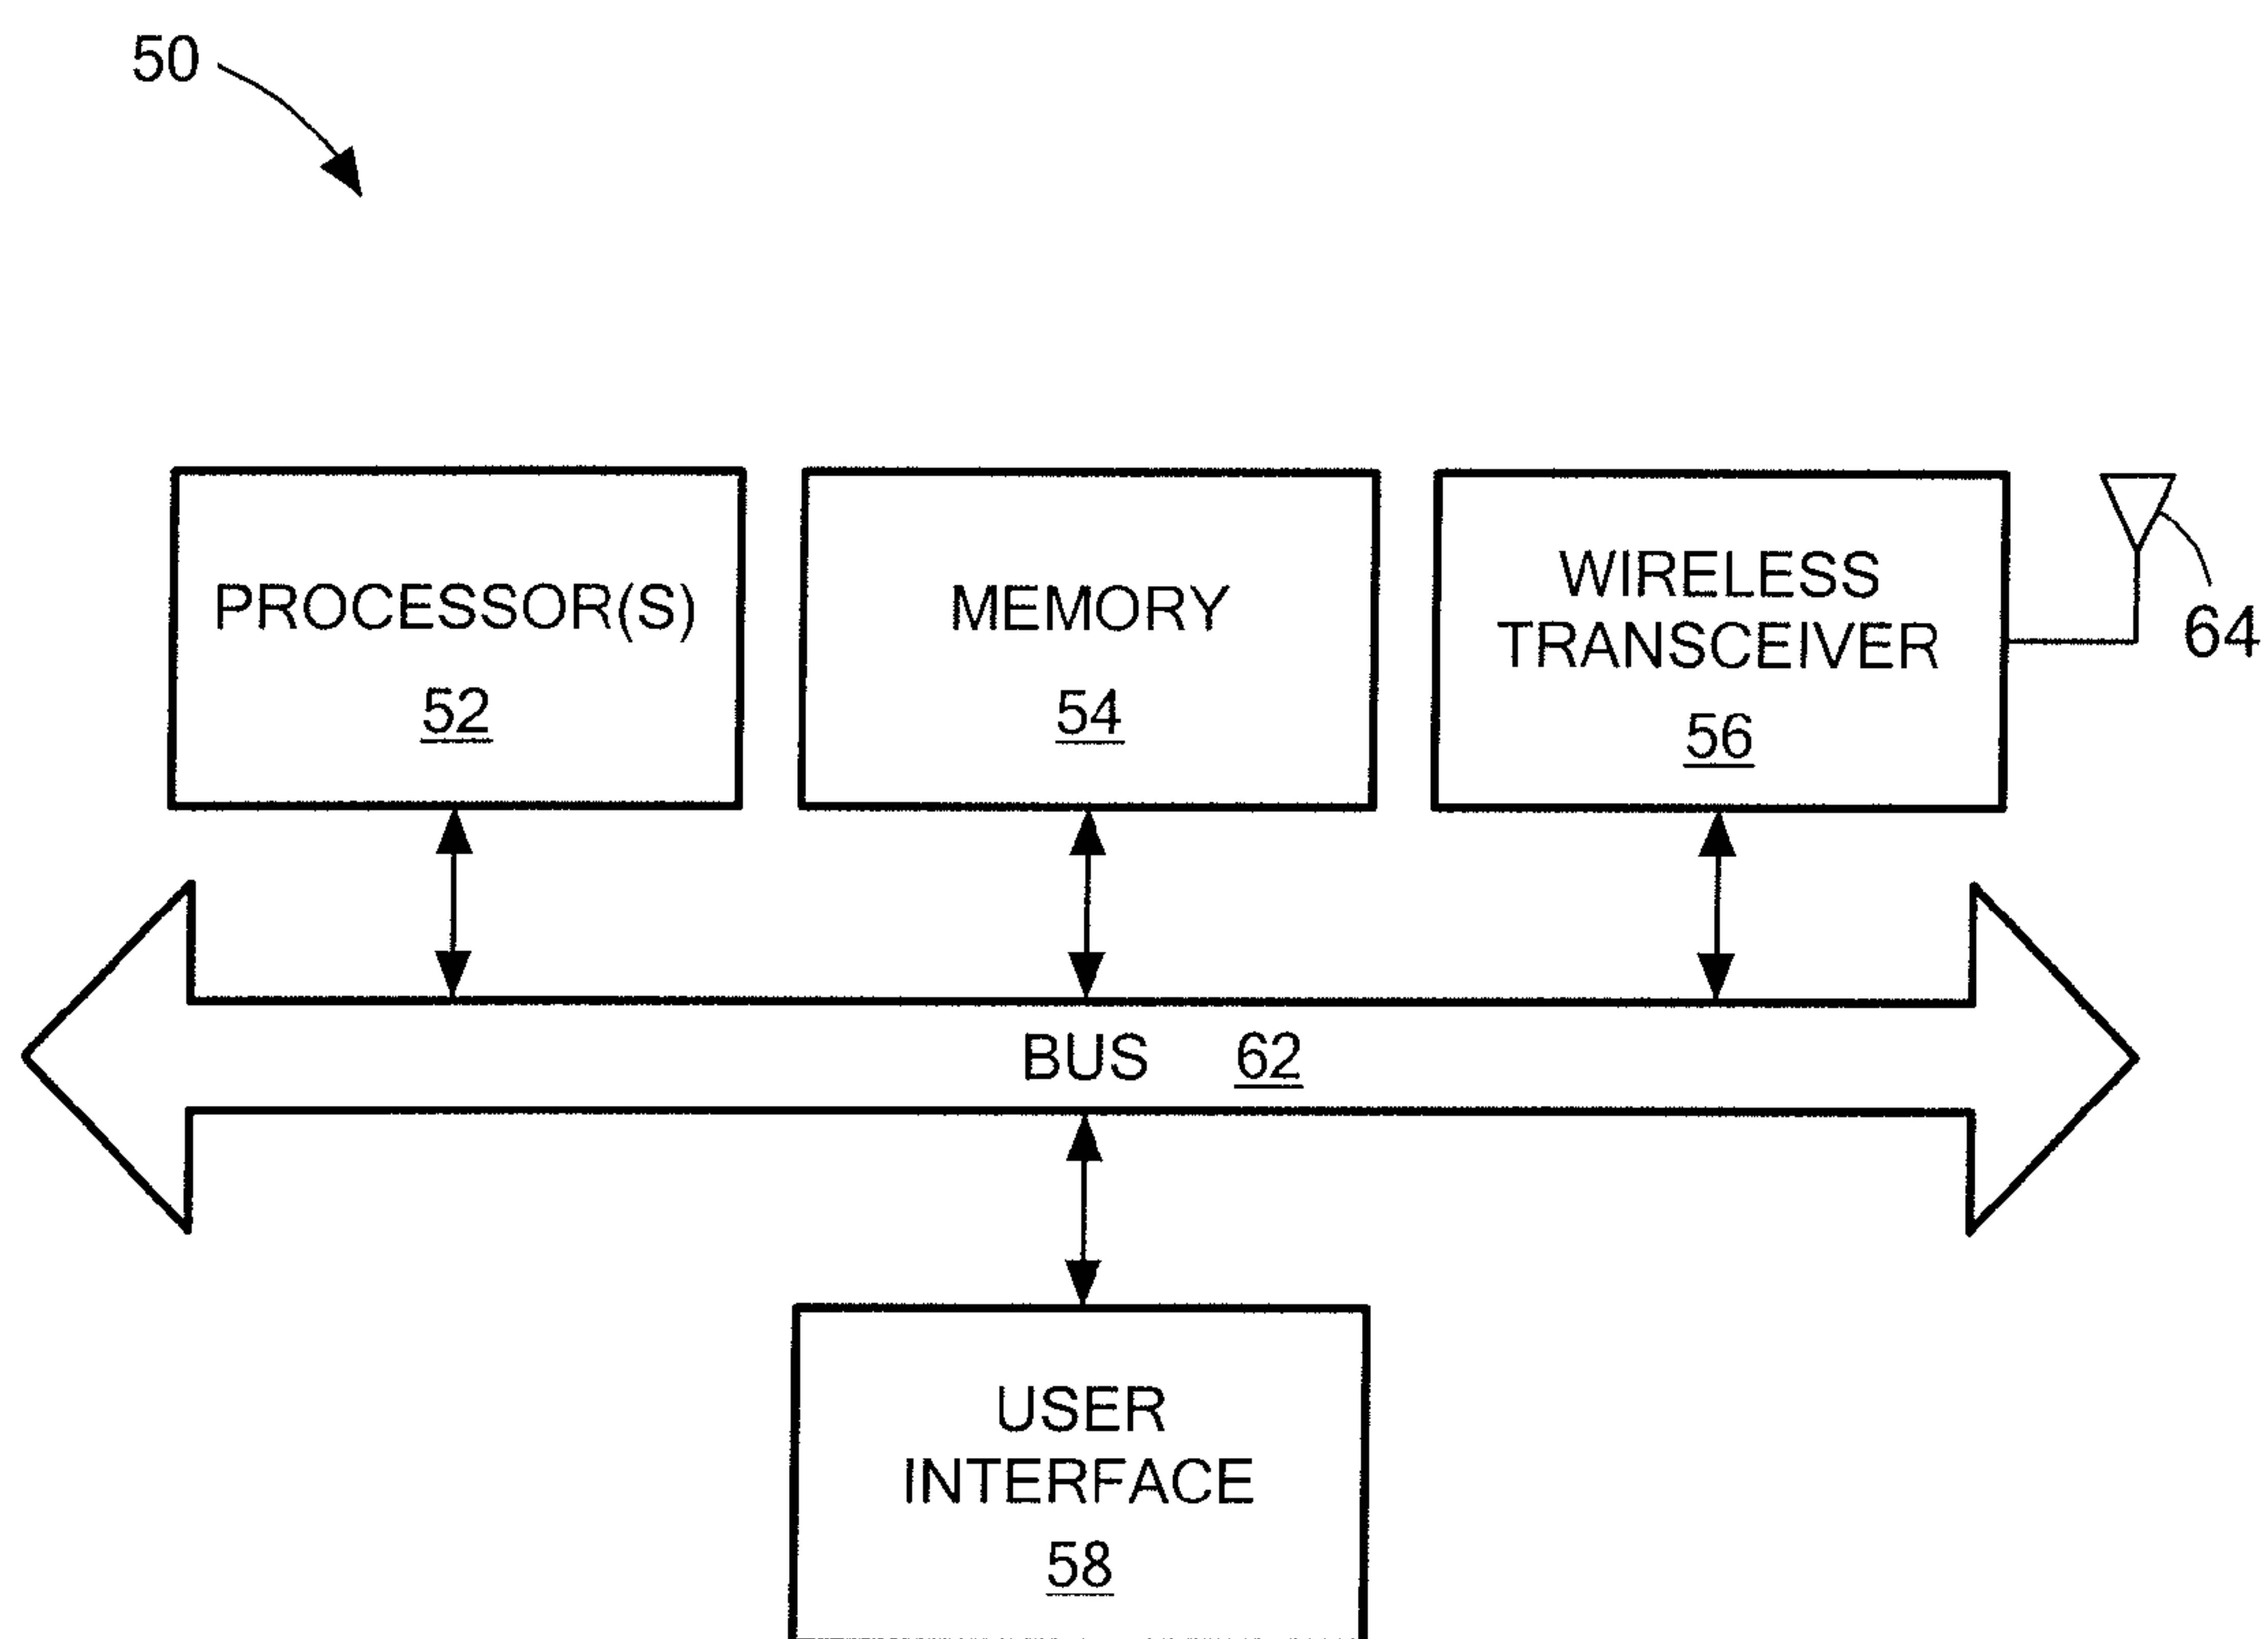 50
PROCESSOR(S)
52
MEMORY
54
WIRELESS
TRANSCEIVER
56
64
BUS 62
USER
INTERFACE
58